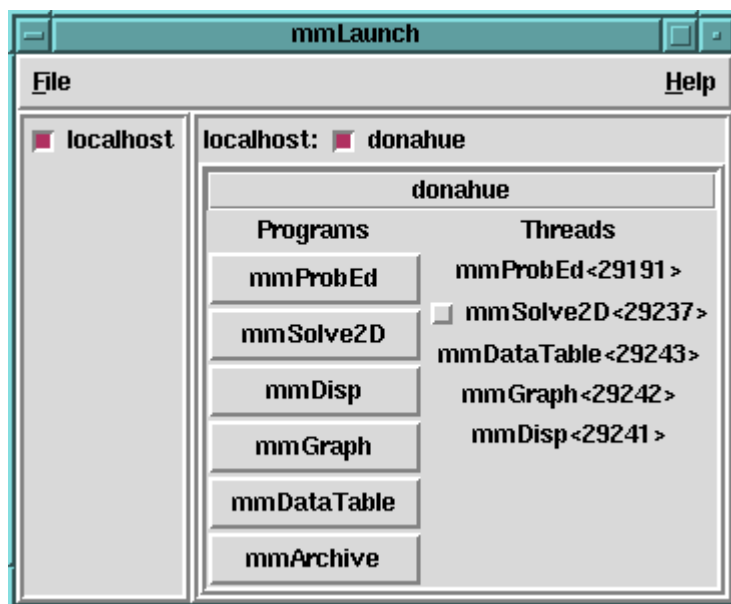 mmLaunch
File Help
localhost
localhost: donahue
donahue
Programs
mmProbEd
mmSolve2D
mmDisp
mmGraph
mmDataTable
mmArchive
Threads
mmProbEd<29191>
mmSolve2D<29237>
mmDataTable<29243>
mmGraph<29242>
mmDisp<29241>